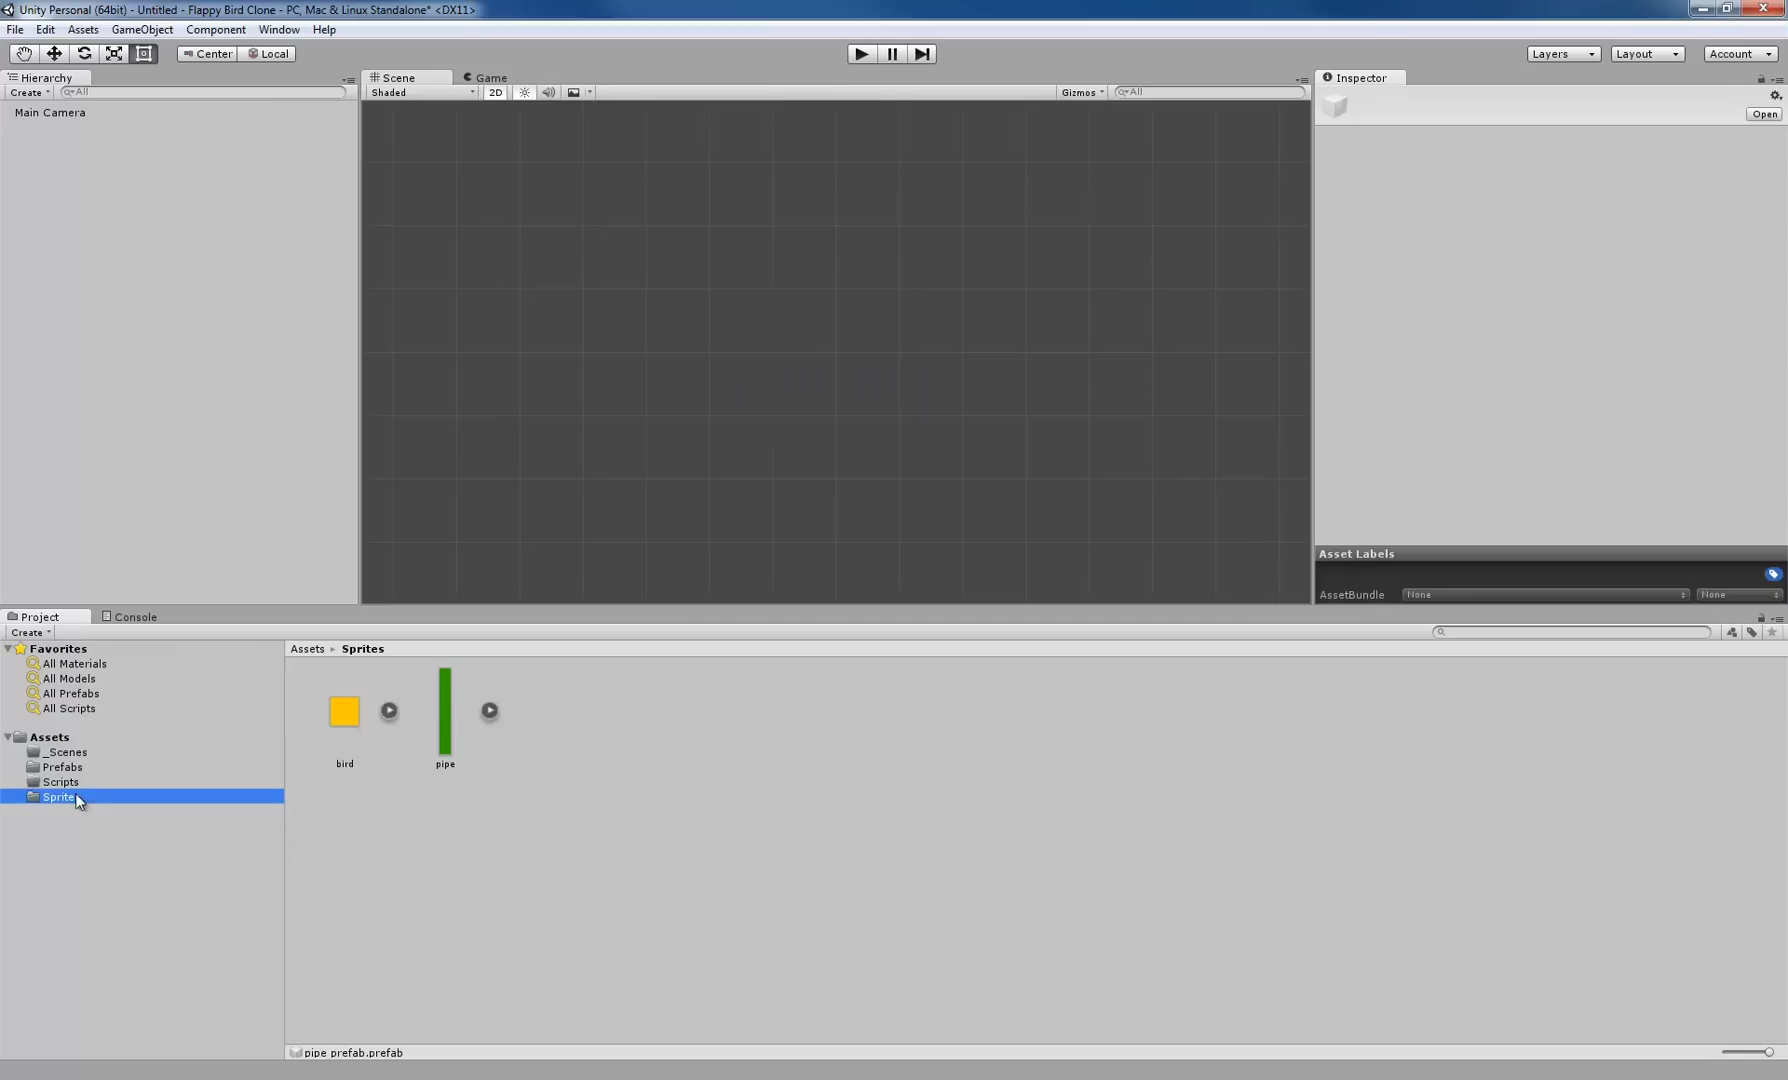 Unity Personal (64bit) - Untitled - Flappy Bird Clone - PC, Mac & Linux Standalone* <DX11>
File Edit Assets GameObject Component Window Help
Center Local Layers Layout Account
Hierarchy
Create All
Main Camera
Scene Game
Shaded 2D Gizmos All
Inspector
Open
Asset Labels
AssetBundle None None
Project Console
Create
Favorites
All Materials
All Models
All Prefabs
All Scripts
Assets
_Scenes
Prefabs
Scripts
Sprite
Assets Sprites
bird pipe
pipe prefab.prefab